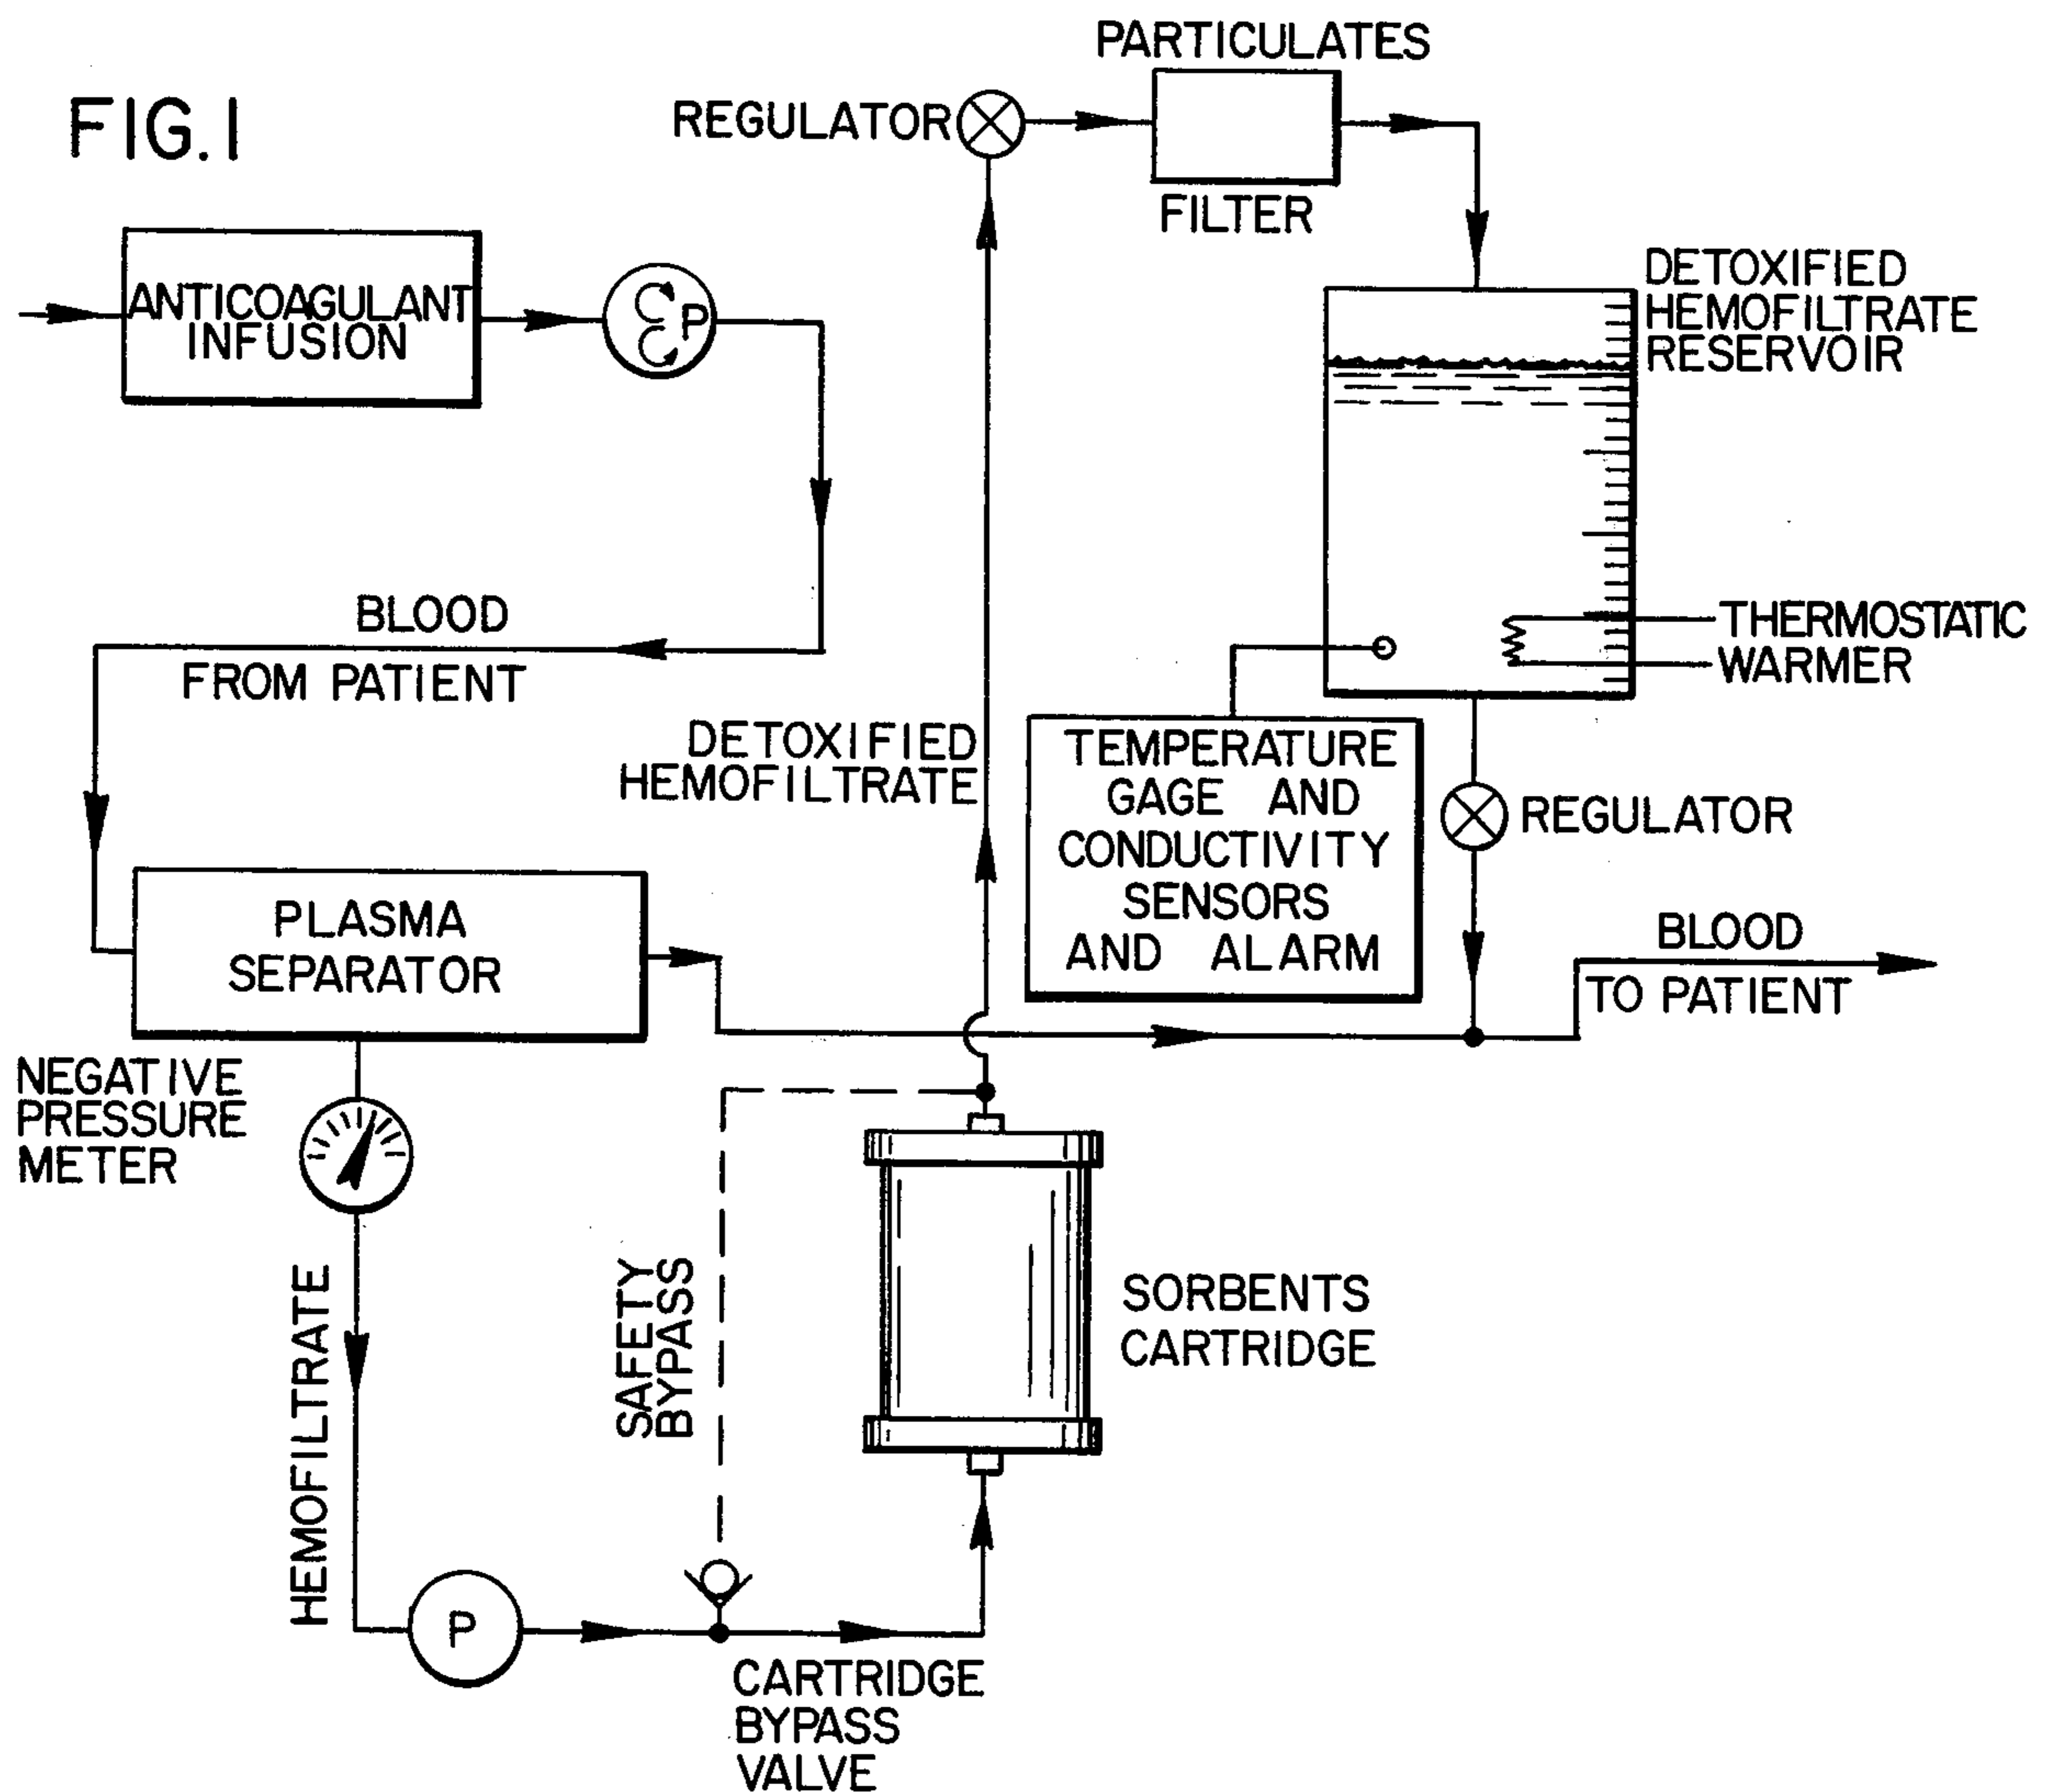 FIG. 1
PARTICULATES
FILTER
REGULATOR
ANTICOAGULANT
INFUSION
P
DETOXIFIED
HEMOFILTRATE
RESERVOIR
BLOOD
FROM PATIENT
THERMOSTATIC
WARMER
DETOXIFIED
HEMOFILTRATE
TEMPERATURE
GAGE AND
CONDUCTIVITY
SENSORS
AND ALARM
REGULATOR
PLASMA
SEPARATOR
BLOOD
TO PATIENT
NEGATIVE
PRESSURE
METER
HEMOFILTRATE
SAFETY
BYPASS
SORBENTS
CARTRIDGE
P
CARTRIDGE
BYPASS
VALVE